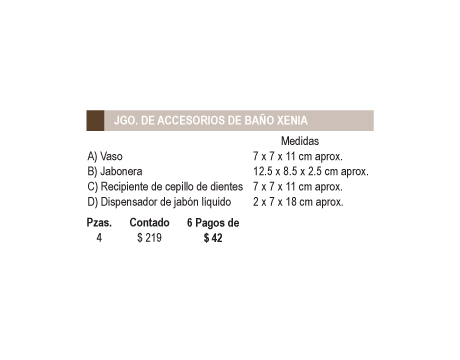 JGO. DE ACCESORIOS DE BAÑO XENIA
Medidas
A) Vaso 7 x 7 x 11 cm aprox.
B) Jabonera 12.5 x 8.5 x 2.5 cm aprox.
C) Recipiente de cepillo de dientes 7 x 7 x 11 cm aprox.
D) Dispensador de jabón líquido 2 x 7 x 18 cm aprox.
Pzas. Contado 6 Pagos de
4 $ 219 $ 42